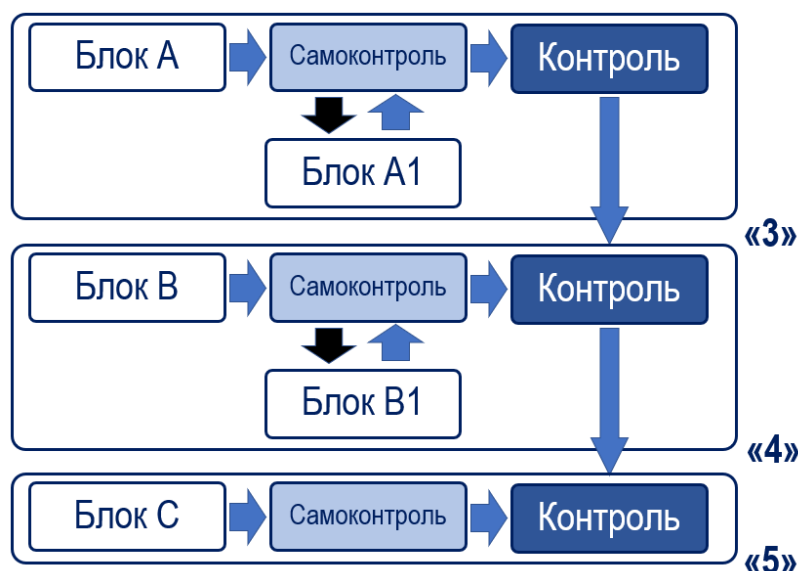 Блок А
Самоконтроль
Контроль
Блок А1
«3»
Блок В
Самоконтроль
Контроль
Блок В1
«4»
Блок С
Самоконтроль
Контроль
«5»